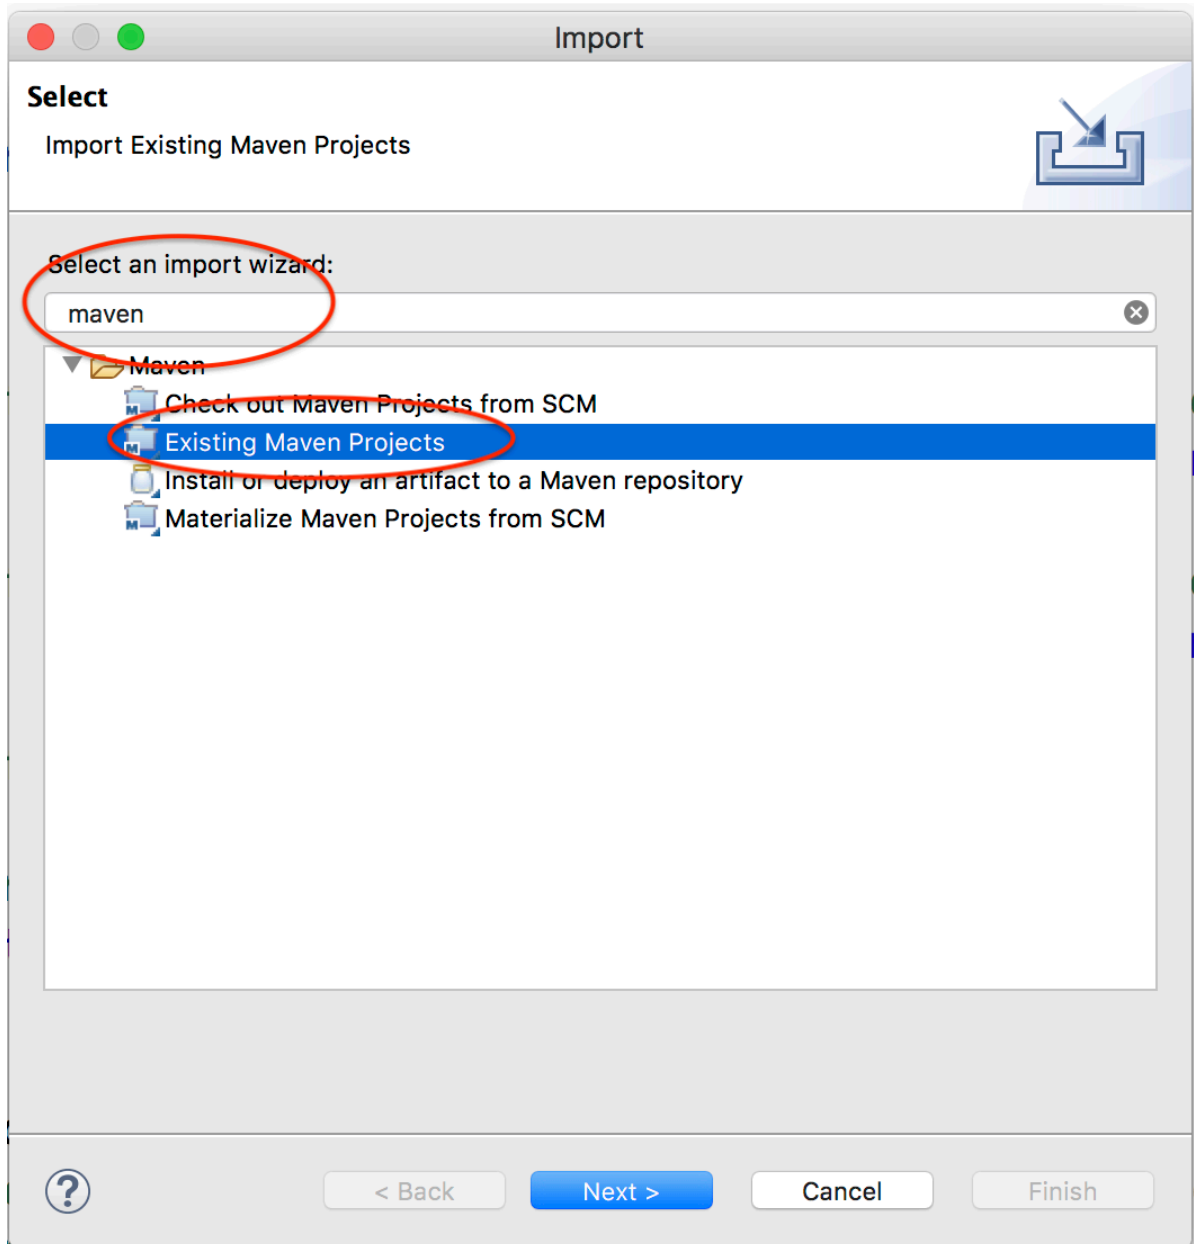 Import
Select
Import Existing Maven Projects
Select an import wizard:
maven
Maven
Check out Maven Projects from SCM
Existing Maven Projects
Install or deploy an artifact to a Maven repository
Materialize Maven Projects from SCM
?
< Back
Next >
Cancel
Finish